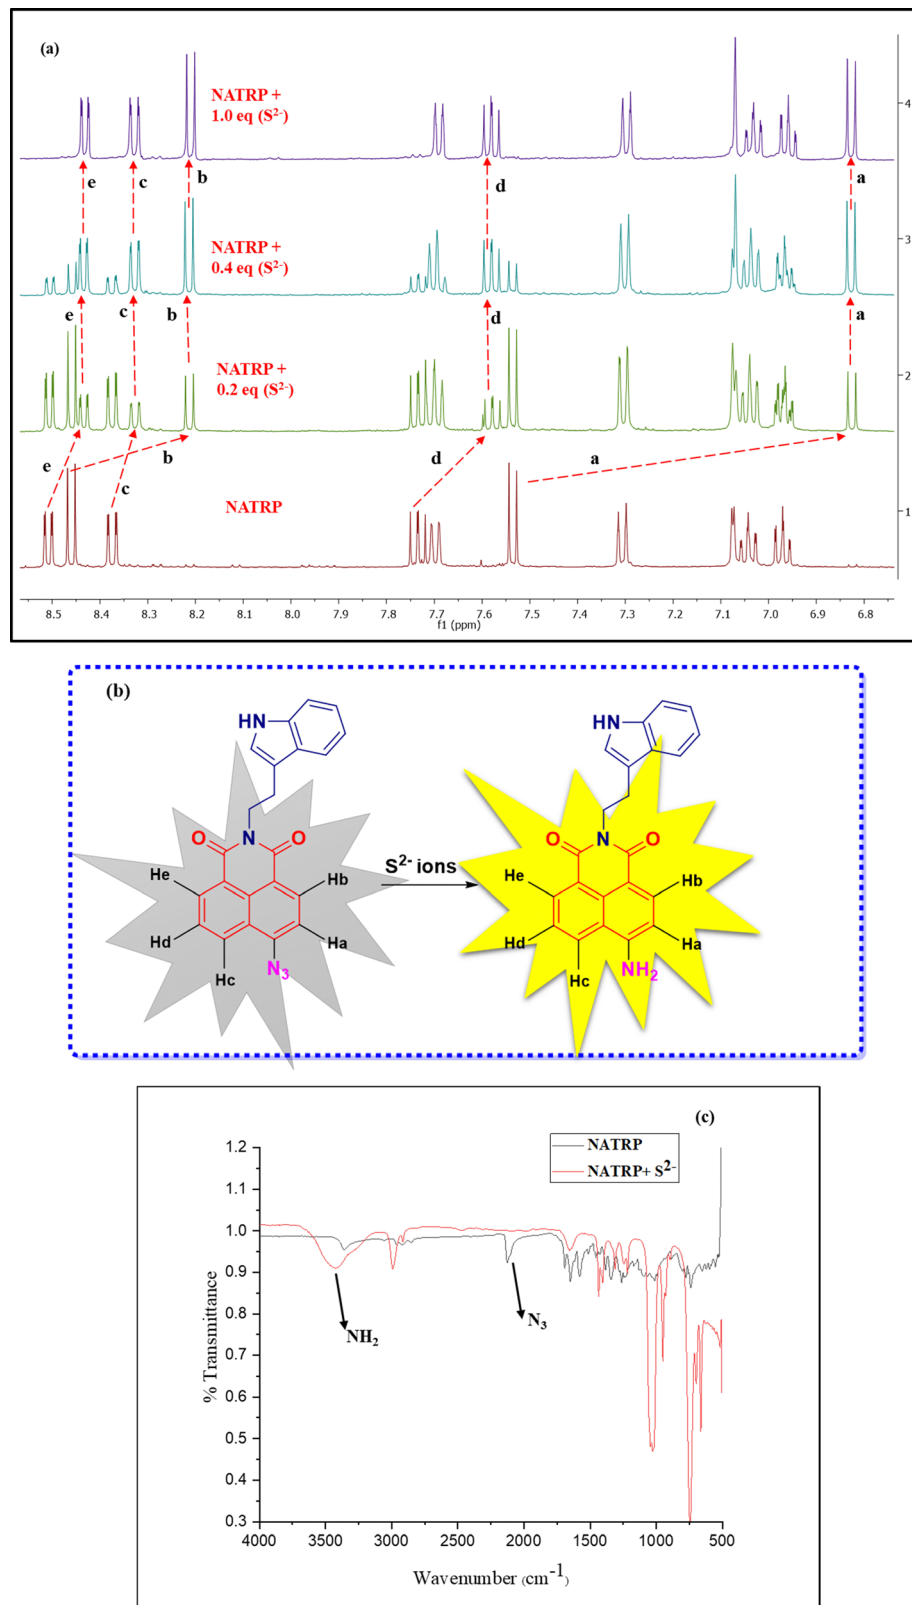 (a)
NATRP +
1.0 eq (S²⁻)
4
e
c
b
d
a
NATRP +
0.4 eq (S²⁻)
3
e
c
b
d
a
NATRP +
0.2 eq (S²⁻)
2
e
b
c
d
a
NATRP
1
8.5 8.4 8.3 8.2 8.1 8.0 7.9 7.8 7.7 7.6 7.5 7.4 7.3 7.2 7.1 7.0 6.9 6.8
f1 (ppm)
(b)
HN
HN
O N O
O N O
S²⁻ ions
He Hb
He Hb
Hd Ha
Hd Ha
Hc N₃
Hc NH₂
(c)
NATRP
NATRP+ S²⁻
1.2
1.1
1.0
0.9
0.8
0.7
0.6
0.5
0.4
0.3
% Transmittance
NH₂
N₃
4000 3500 3000 2500 2000 1500 1000 500
Wavenumber (cm⁻¹)